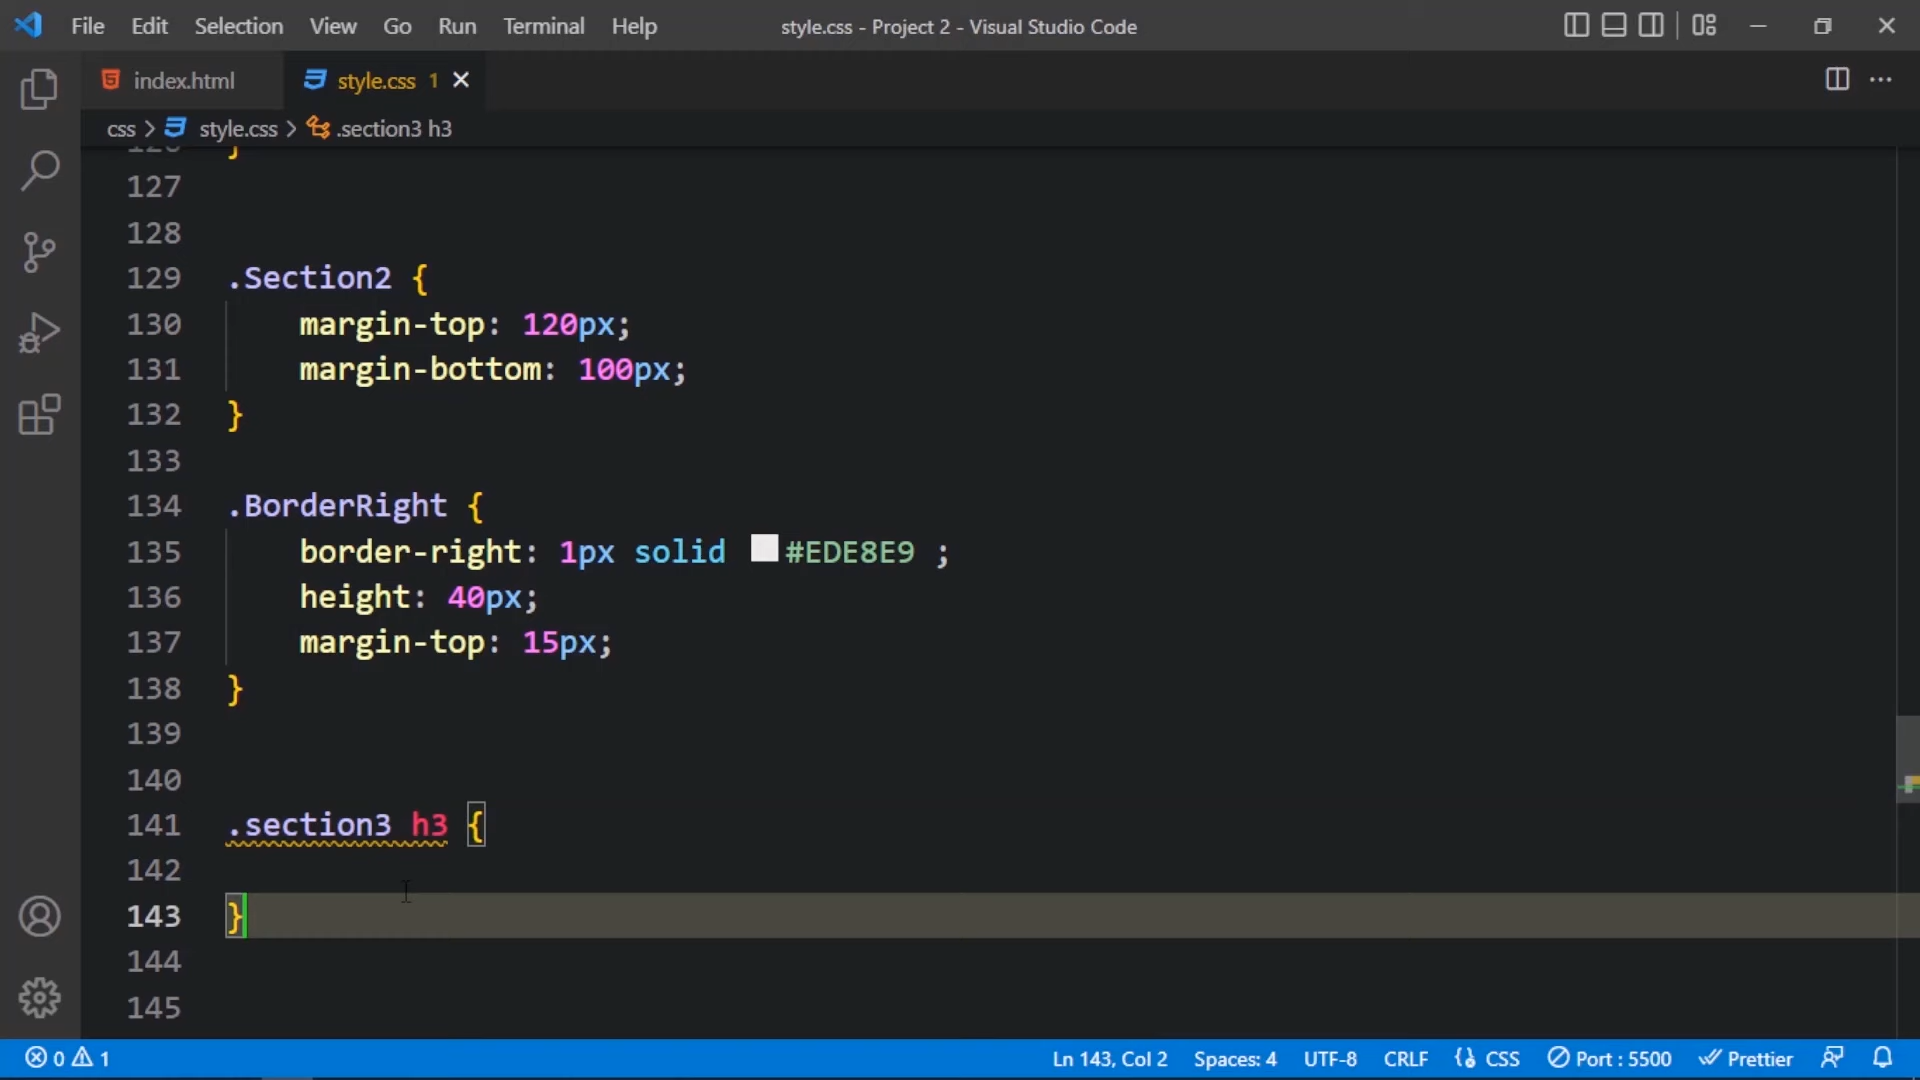 File Edit Selection View Go Run Terminal Help style.css - Project 2 - Visual Studio Code
index.html style.css 1
css > style.css > .section3 h3
126 }
127
128
129 .Section2 {
130 margin-top: 120px;
131 margin-bottom: 100px;
132 }
133
134 .BorderRight {
135 border-right: 1px solid #EDE8E9 ;
136 height: 40px;
137 margin-top: 15px;
138 }
139
140
141 .section3 h3 {
142
143 }
144
145
0 1 Ln 143, Col 2 Spaces: 4 UTF-8 CRLF CSS Port : 5500 Prettier